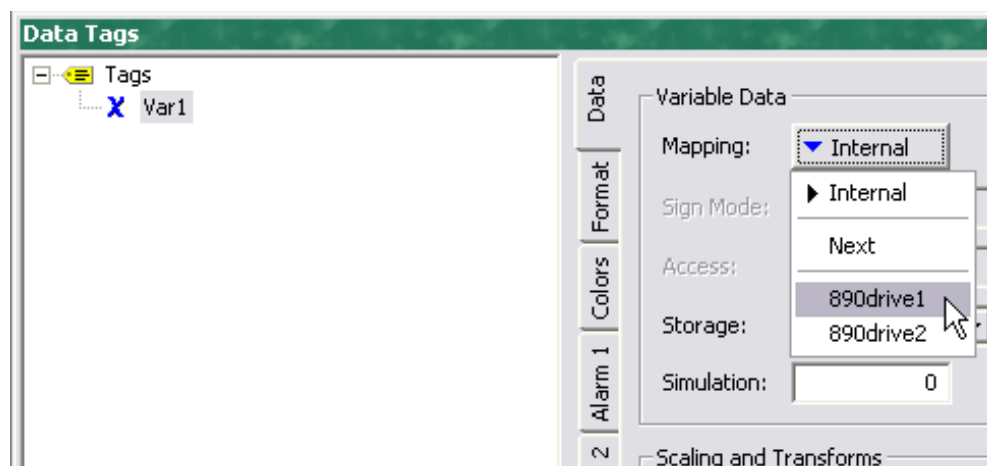 Data Tags
Tags
Var1
Data
Format
Colors
Alarm 1
2
Variable Data
Mapping:
Internal
Internal
Next
890drive1
890drive2
Sign Mode:
Access:
Storage:
Simulation:
0
Scaling and Transforms